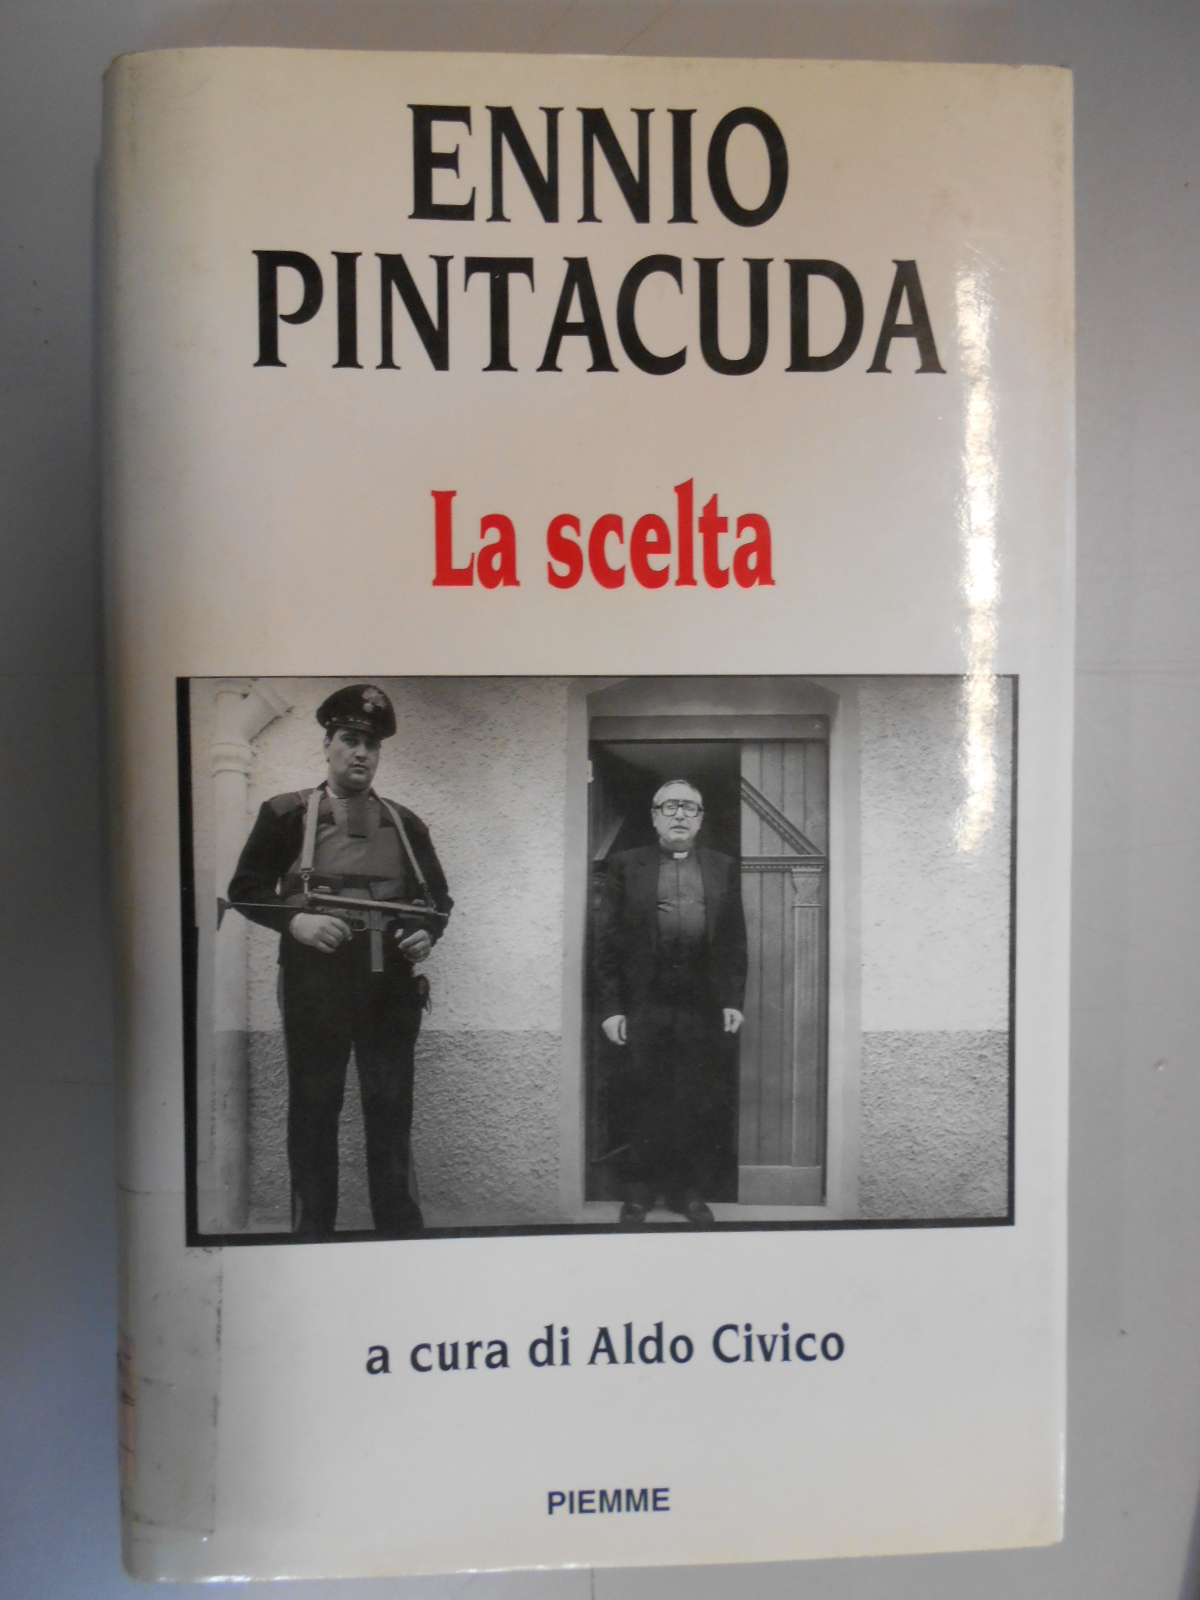 ENNIO
PINTACUDA
La scelta
a cura di Aldo Civico
PIEMME